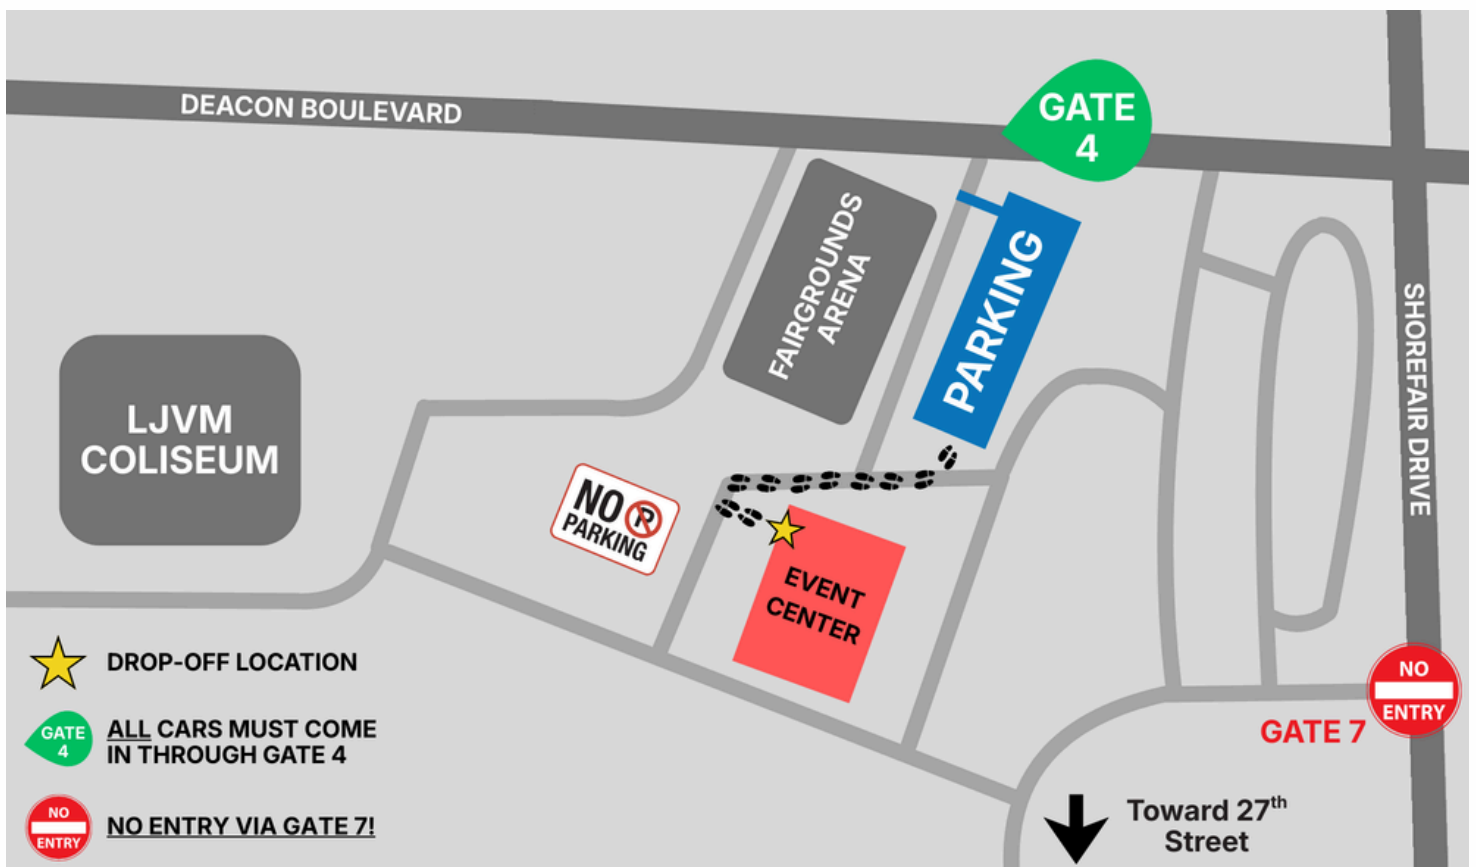 DEACON BOULEVARD
GATE
4
FAIRGROUNDS
ARENA
PARKING
SHOREFAIR DRIVE
LJVM
COLISEUM
NO P
PARKING
EVENT
CENTER
DROP-OFF LOCATION
GATE
4
ALL CARS MUST COME
IN THROUGH GATE 4
NO
ENTRY
NO ENTRY VIA GATE 7!
NO
ENTRY
GATE 7
Toward 27th
Street